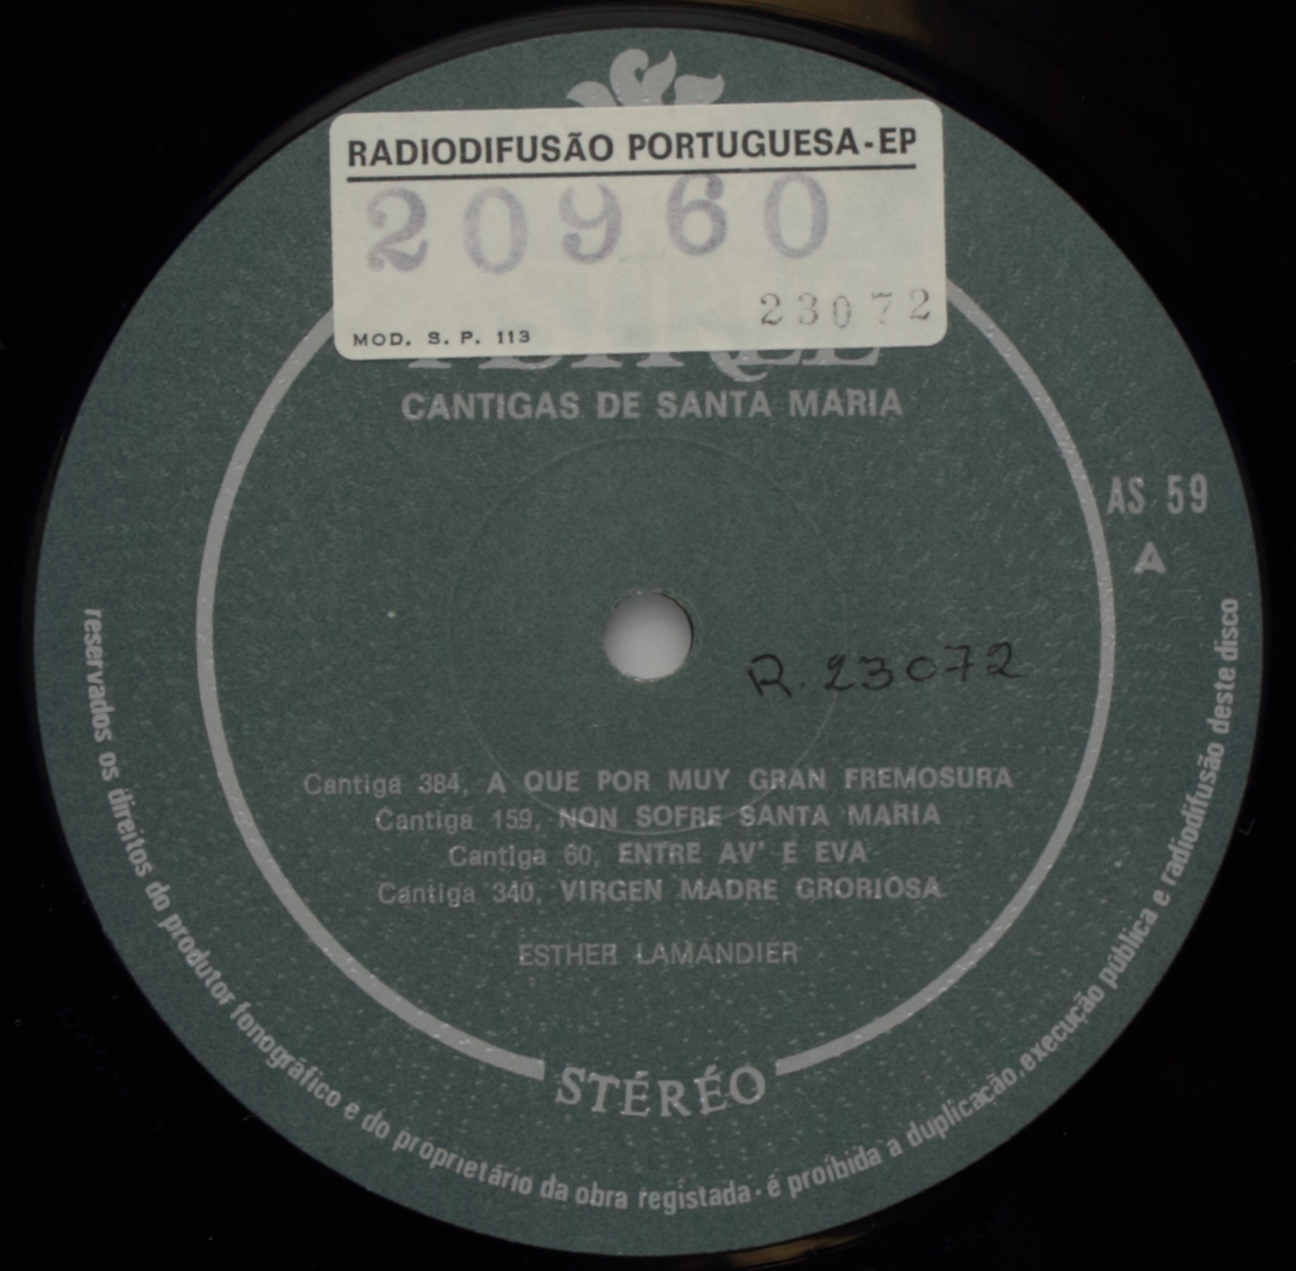 RADIODIFUSÃO PORTUGUESA-EP
20960
23072
MOD. S. P. 113
CANTIGAS DE SANTA MARIA
AS 59
A
R. 23072
Cantiga 384, A QUE POR MUY GRAN FREMOSURA
Cantiga 159, NON SOFRE SANTA MARIA
Cantiga 60, ENTRE AV' E EVA
Cantiga 340, VIRGEN MADRE GRORIOSA
ESTHER LAMANDIER
STÉRÉO
reservados os direitos do produtor fonográfico e do proprietário da obra registada - é proibida a duplicação, execução pública e radiodifusão deste disco